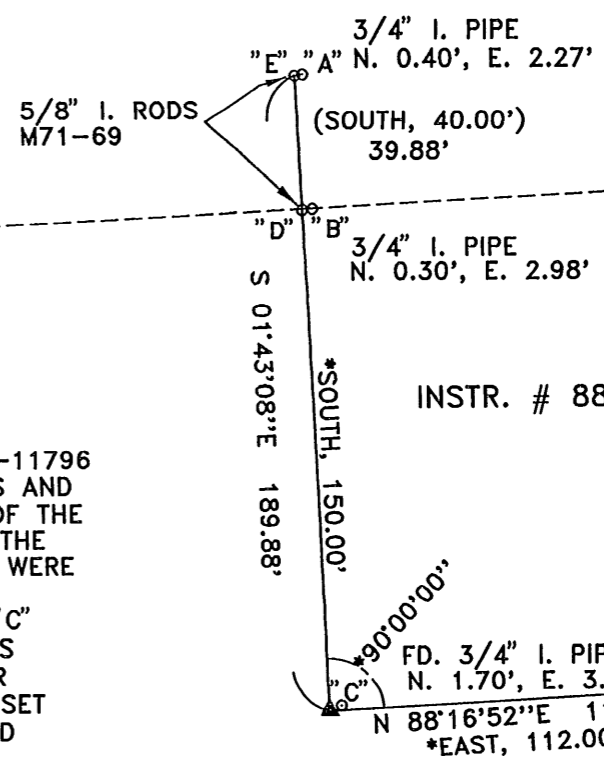 3/4" I. PIPE
"E" "A" N. 0.40', E. 2.27'
5/8" I. RODS
M71-69
(SOUTH, 40.00')
39.88'
"D" "B"
3/4" I. PIPE
N. 0.30', E. 2.98'
S 01°43'08"E 189.88'
*SOUTH, 150.00'
INSTR. # 88
-11796
S AND
OF THE
THE
WERE
"C"
S
R
SET
D
*90°00'00"
FD. 3/4" I. PIP
"C" N. 1.70', E. 3.
N 88°16'52"E 11
*EAST, 112.00